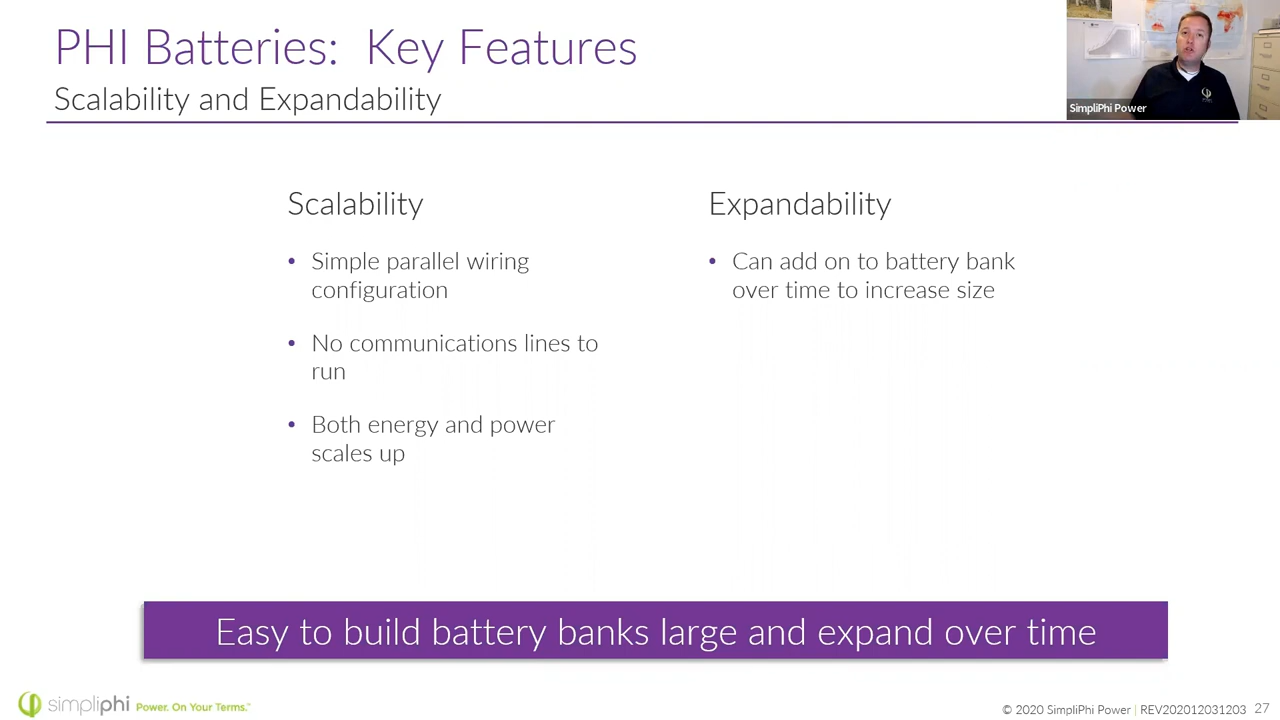 PHI Batteries: Key Features
Scalability and Expandability
SimpliPhi Power
Scalability
• Simple parallel wiring
configuration
• No communications lines to
run
• Both energy and power
scales up
Expandability
• Can add on to battery bank
over time to increase size
Easy to build battery banks large and expand over time
simpliphi Power. On Your Terms.™
© 2020 SimpliPhi Power | REV202012031203 27